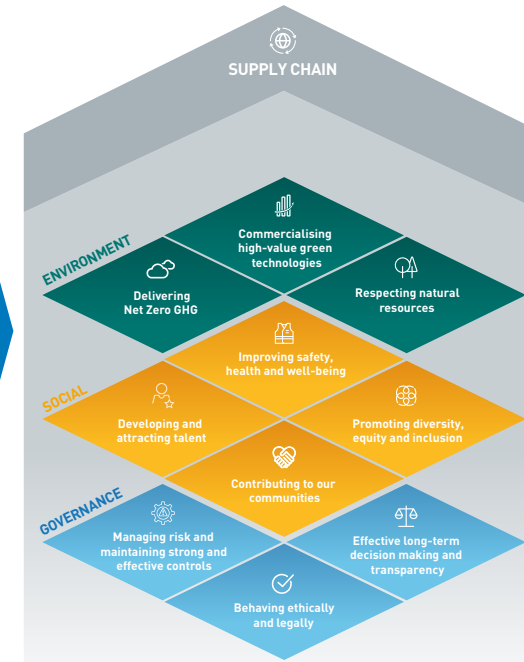 SUPPLY CHAIN
ENVIRONMENT
Commercialising
high-value green
technologies
Delivering
Net Zero GHG
Respecting natural
resources
SOCIAL
Improving safety,
health and well-being
Developing and
attracting talent
Promoting diversity,
equity and inclusion
Contributing to our
communities
GOVERNANCE
Managing risk and
maintaining strong and
effective controls
Effective long-term
decision making and
transparency
Behaving ethically
and legally